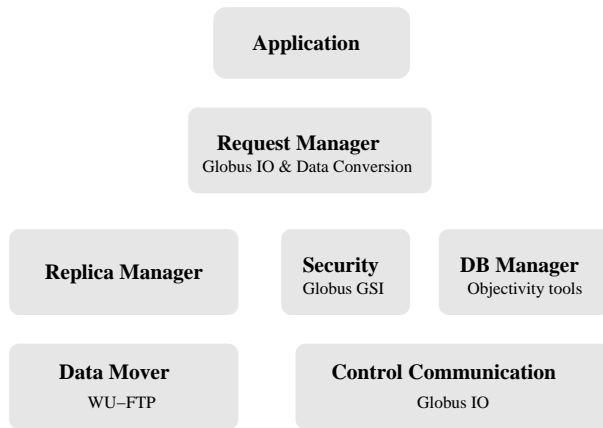 Application
Request Manager
Globus IO & Data Conversion
Replica Manager
Security
Globus GSI
DB Manager
Objectivity tools
Data Mover
WU−FTP
Control Communication
Globus IO